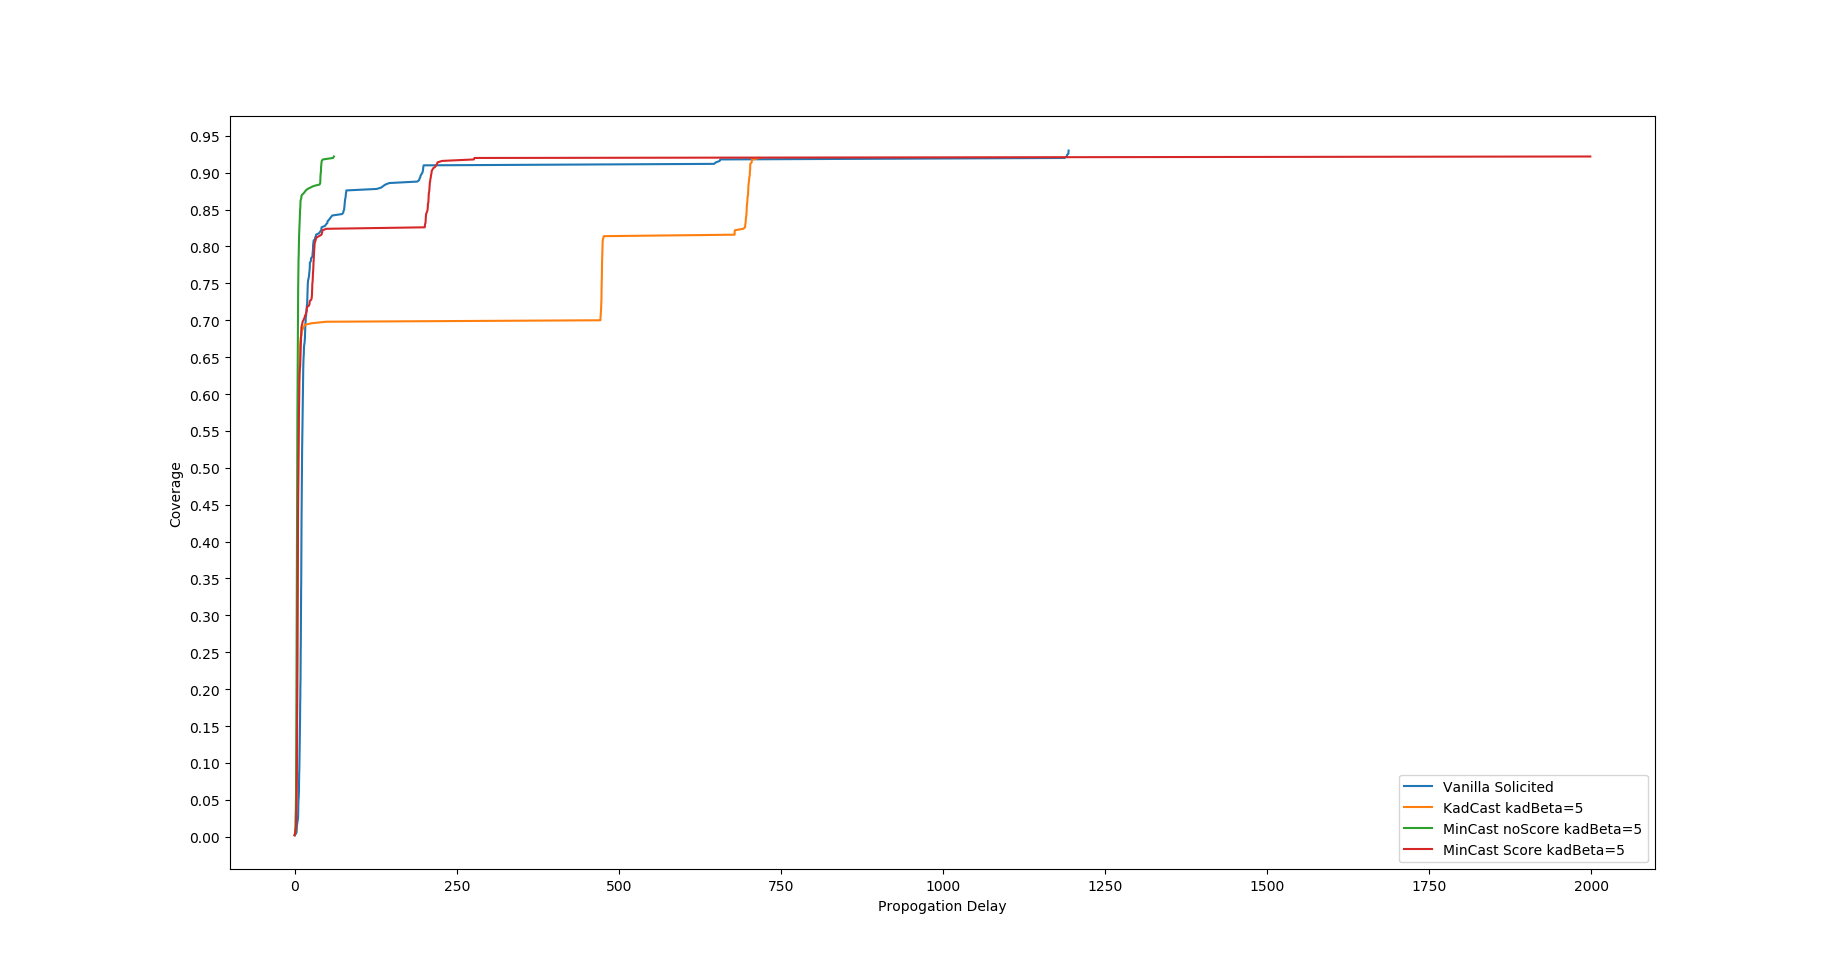 0.95
0.90
0.85
0.80
0.75
0.70
0.65
0.60
0.55
0.50
0.45
0.40
0.35
0.30
0.25
0.20
0.15
0.10
0.05
0.00
Coverage
0 250 500 750 1000 1250 1500 1750 2000
Propogation Delay
Vanilla Solicited
KadCast kadBeta=5
MinCast noScore kadBeta=5
MinCast Score kadBeta=5